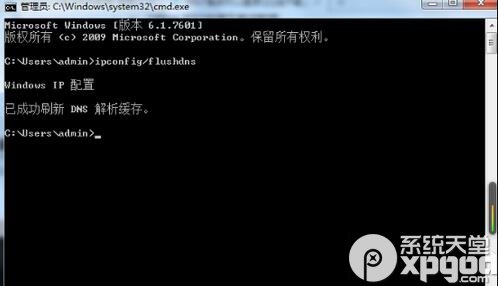 管理员: C:\Windows\system32\cmd.exe
Microsoft Windows [版本 6.1.7601]
版权所有 (c) 2009 Microsoft Corporation。保留所有权利。
C:\Users\admin>ipconfig/flushdns
Windows IP 配置
已成功刷新 DNS 解析缓存。
C:\Users\admin>_
系统天堂
xpgod